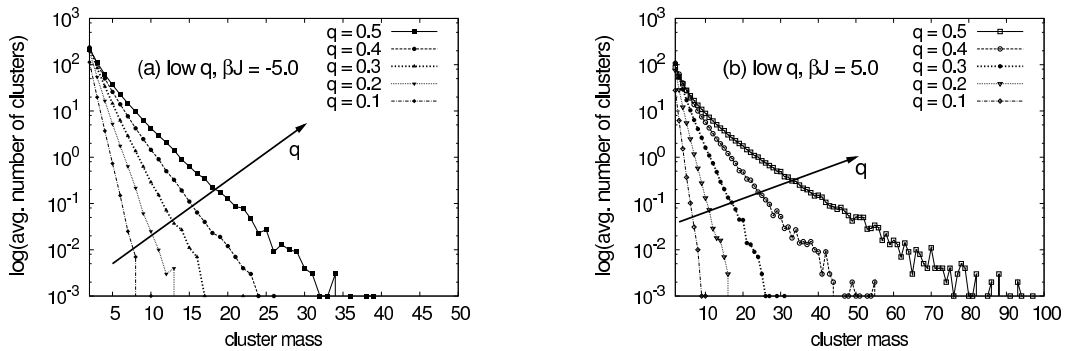 log(avg. number of clusters)
10^3
10^2
10^1
10^0
10^-1
10^-2
10^-3
(a) low q, βJ = -5.0
q = 0.5
q = 0.4
q = 0.3
q = 0.2
q = 0.1
q
5 10 15 20 25 30 35 40 45 50
cluster mass
log(avg. number of clusters)
10^3
10^2
10^1
10^0
10^-1
10^-2
10^-3
(b) low q, βJ = 5.0
q = 0.5
q = 0.4
q = 0.3
q = 0.2
q = 0.1
q
10 20 30 40 50 60 70 80 90 100
cluster mass